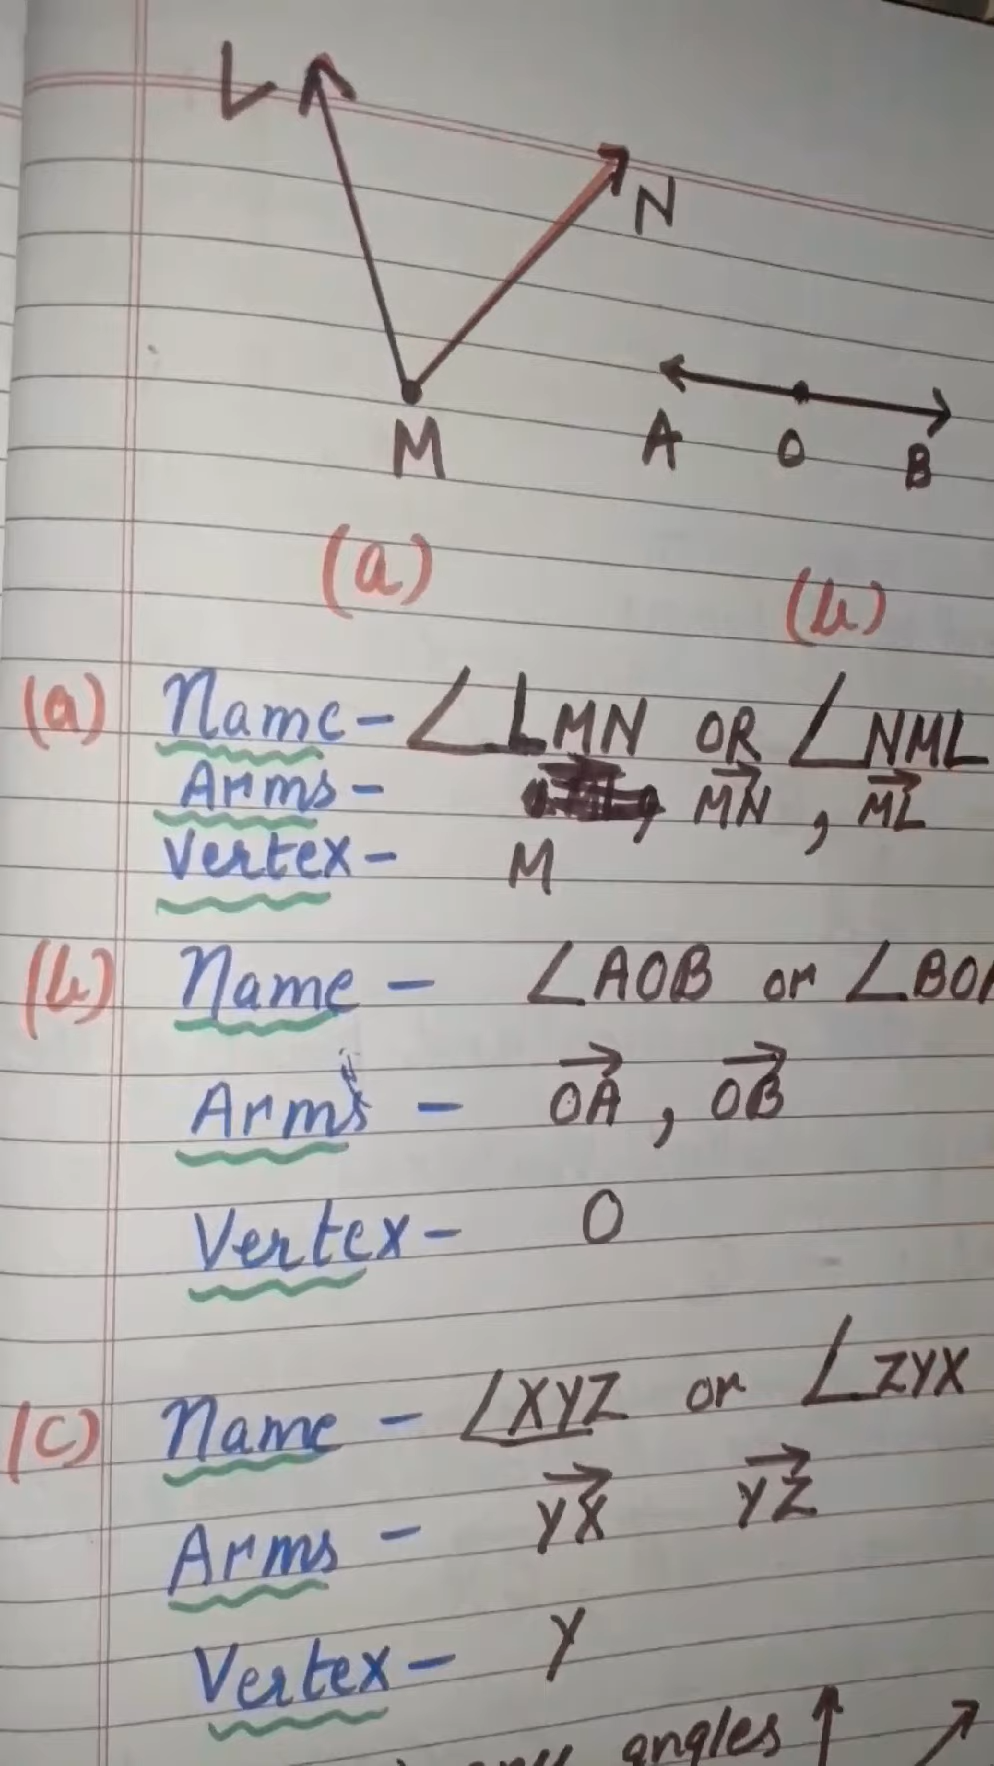 L
N
M
A O B
(a)
(b)
(a) Name - ∠LMN OR ∠NML
Arms - MN→ , ML→
Vertex - M
(b) Name - ∠AOB or ∠BO
Arms - OA→ , OB→
Vertex - O
(c) Name - ∠XYZ or ∠ZYX
Arms - YX→ YZ→
Vertex - Y
angles